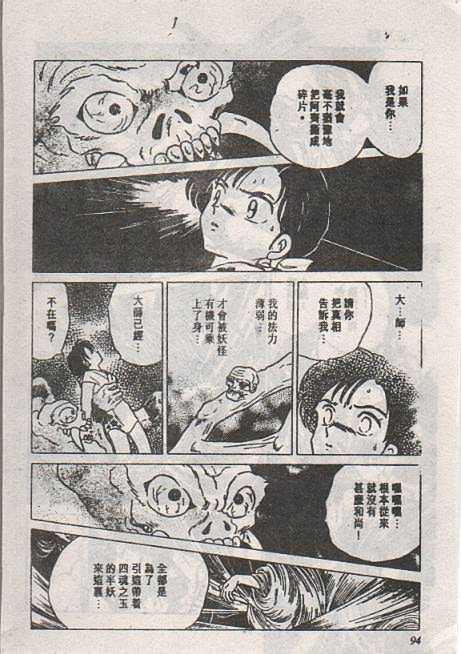 如果
我是你…
我就會
毫不猶豫地
把阿齊撕成
碎片。
大…師…
請你
把真相
告訴我…
我的法力
薄弱…
才會被妖怪
有機可乘
上了身…
大師已經…
不在嗎？
嘿嘿嘿…
根本從來
就沒有
甚麼和尚！
全都是
為了
引這帶着
四魂之玉
的半妖
來這裏…
94